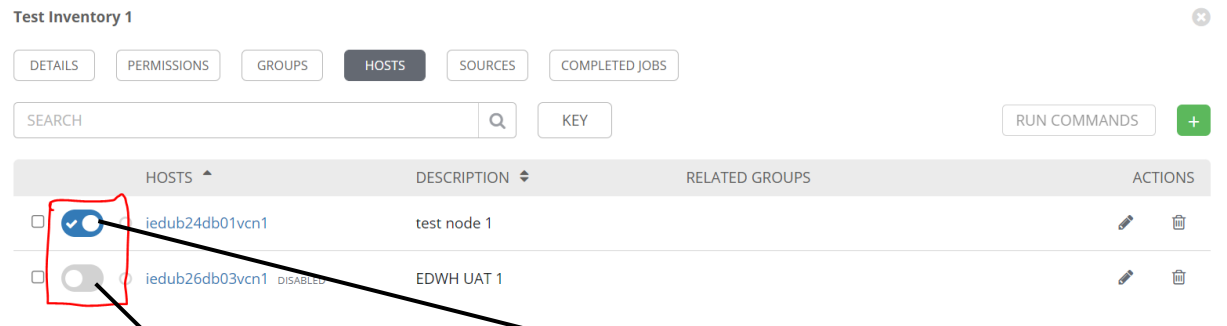 Test Inventory 1
DETAILS PERMISSIONS GROUPS HOSTS SOURCES COMPLETED JOBS
SEARCH KEY RUN COMMANDS +
HOSTS DESCRIPTION RELATED GROUPS ACTIONS
iedub24db01vcn1 test node 1
iedub26db03vcn1 DISABLED EDWH UAT 1